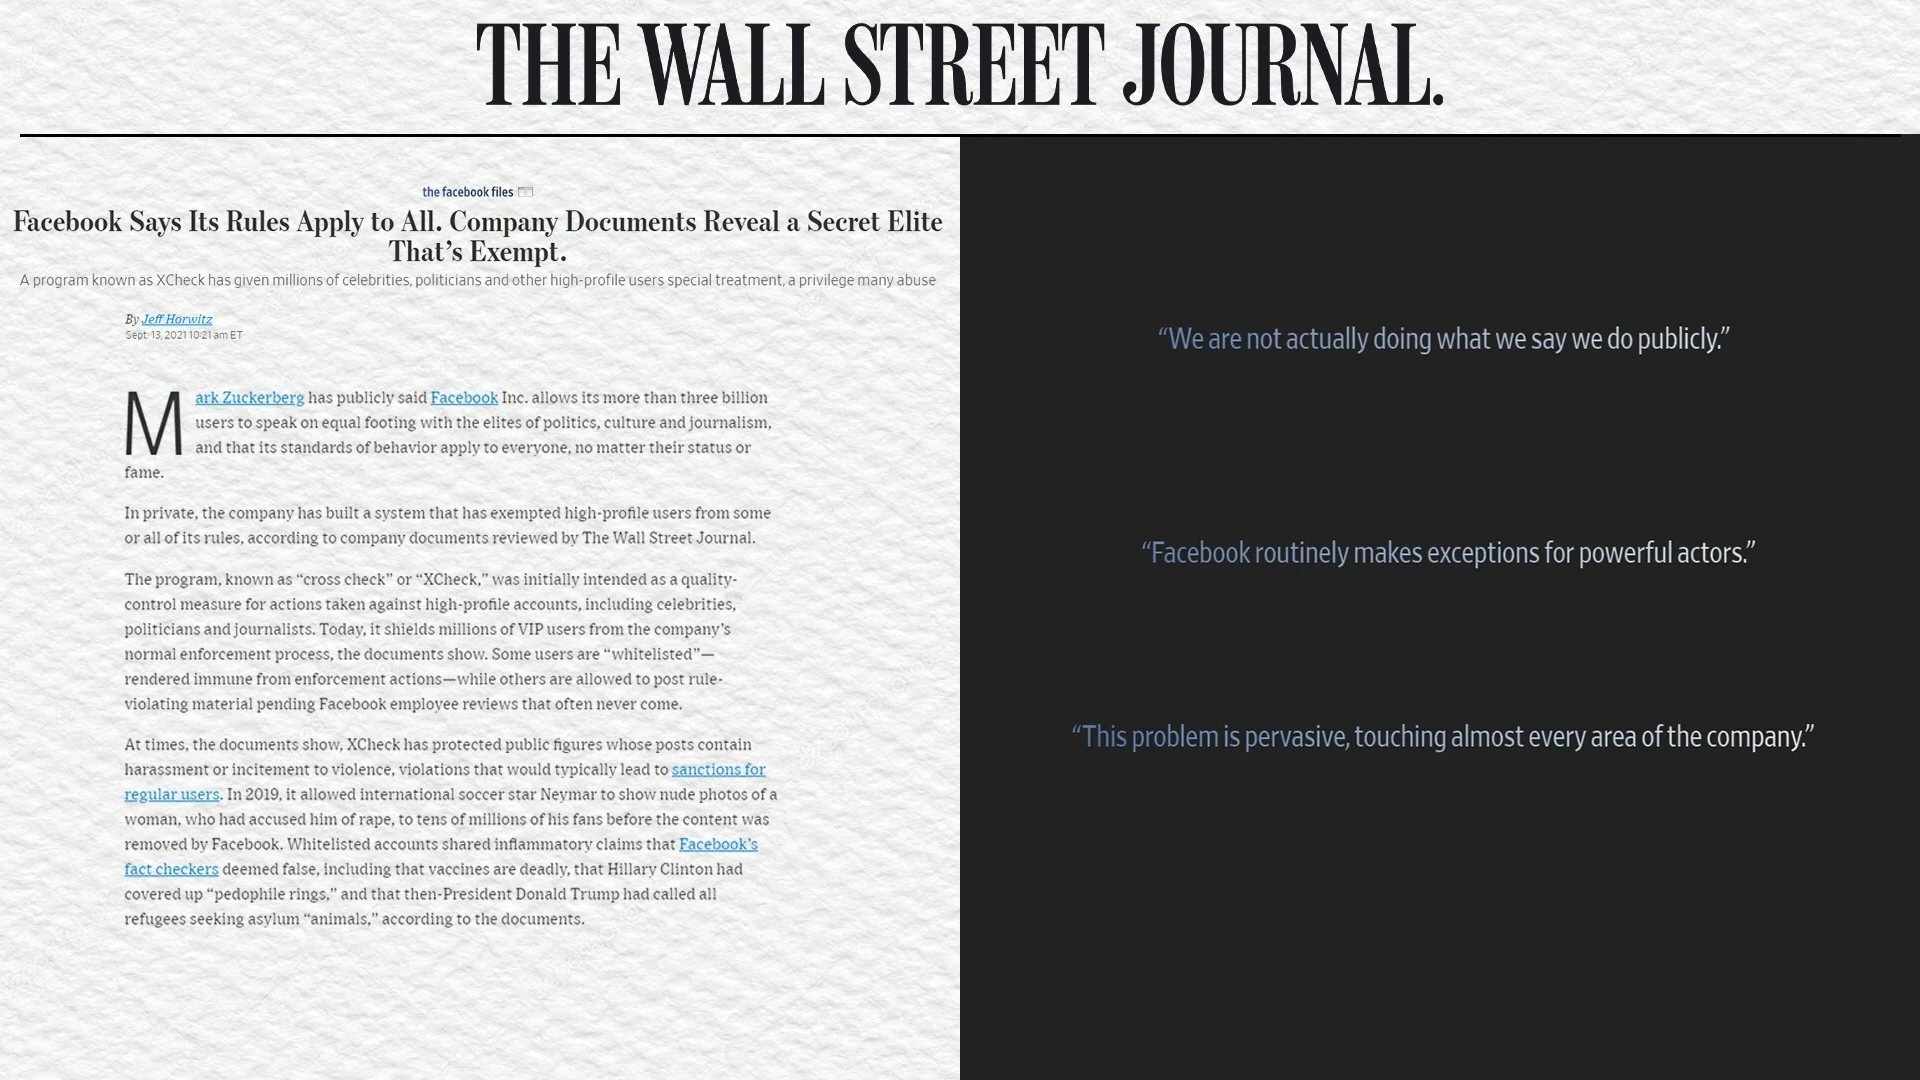 THE WALL STREET JOURNAL.
the facebook files
Facebook Says Its Rules Apply to All. Company Documents Reveal a Secret Elite
That’s Exempt.
A program known as XCheck has given millions of celebrities, politicians and other high-profile users special treatment, a privilege many abuse
By Jeff Horwitz
Sept. 13, 2021 10:21 am ET
Mark Zuckerberg has publicly said Facebook Inc. allows its more than three billion
users to speak on equal footing with the elites of politics, culture and journalism,
and that its standards of behavior apply to everyone, no matter their status or
fame.
In private, the company has built a system that has exempted high-profile users from some
or all of its rules, according to company documents reviewed by The Wall Street Journal.
The program, known as “cross check” or “XCheck,” was initially intended as a quality-
control measure for actions taken against high-profile accounts, including celebrities,
politicians and journalists. Today, it shields millions of VIP users from the company’s
normal enforcement process, the documents show. Some users are “whitelisted”—
rendered immune from enforcement actions—while others are allowed to post rule-
violating material pending Facebook employee reviews that often never come.
At times, the documents show, XCheck has protected public figures whose posts contain
harassment or incitement to violence, violations that would typically lead to sanctions for
regular users. In 2019, it allowed international soccer star Neymar to show nude photos of a
woman, who had accused him of rape, to tens of millions of his fans before the content was
removed by Facebook. Whitelisted accounts shared inflammatory claims that Facebook’s
fact checkers deemed false, including that vaccines are deadly, that Hillary Clinton had
covered up “pedophile rings,” and that then-President Donald Trump had called all
refugees seeking asylum “animals,” according to the documents.
“We are not actually doing what we say we do publicly.”
“Facebook routinely makes exceptions for powerful actors.”
“This problem is pervasive, touching almost every area of the company.”